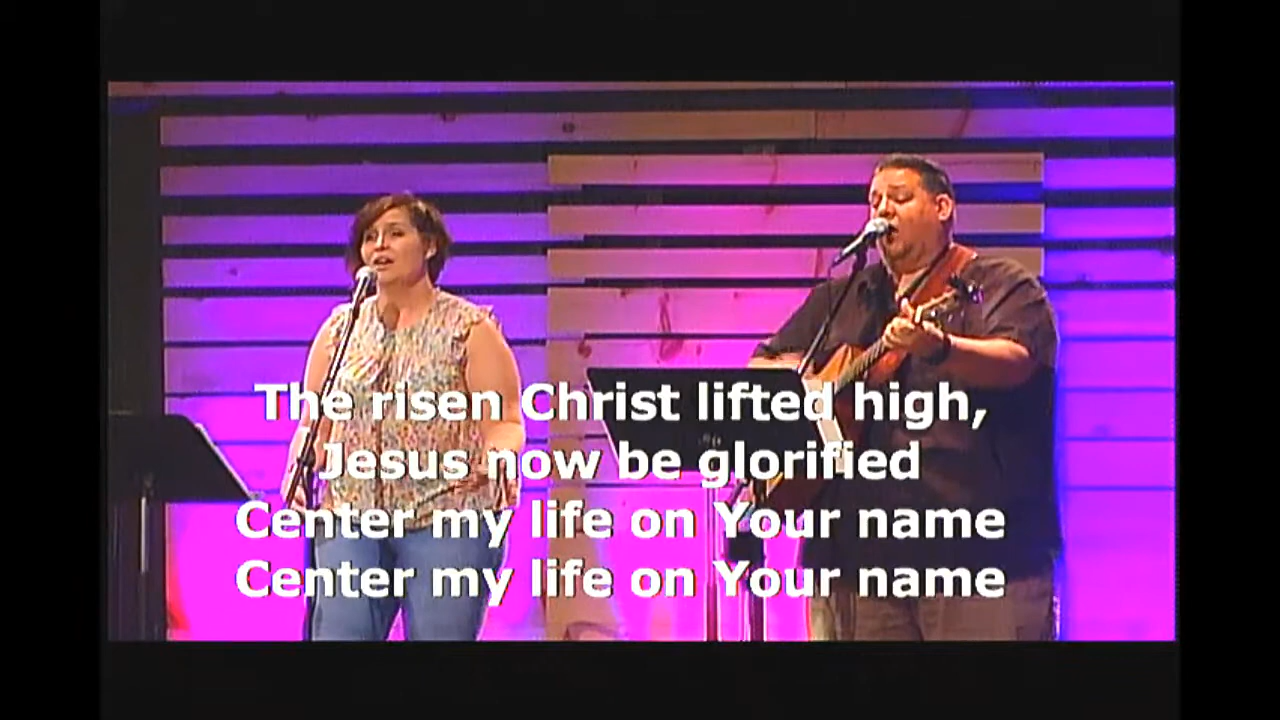 The risen Christ lifted high,
Jesus now be glorified
Center my life on Your name
Center my life on Your name